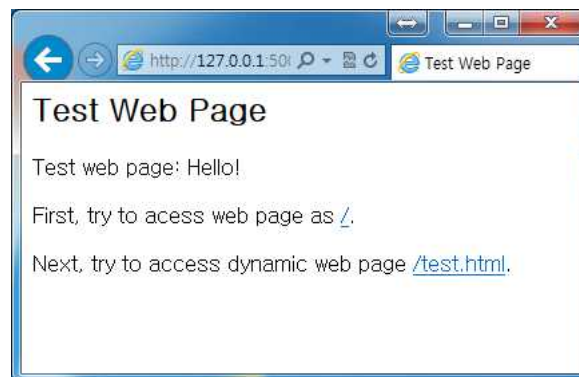 http://127.0.0.1:50
Test Web Page
Test Web Page
Test web page: Hello!
First, try to acess web page as /.
Next, try to access dynamic web page /test.html.